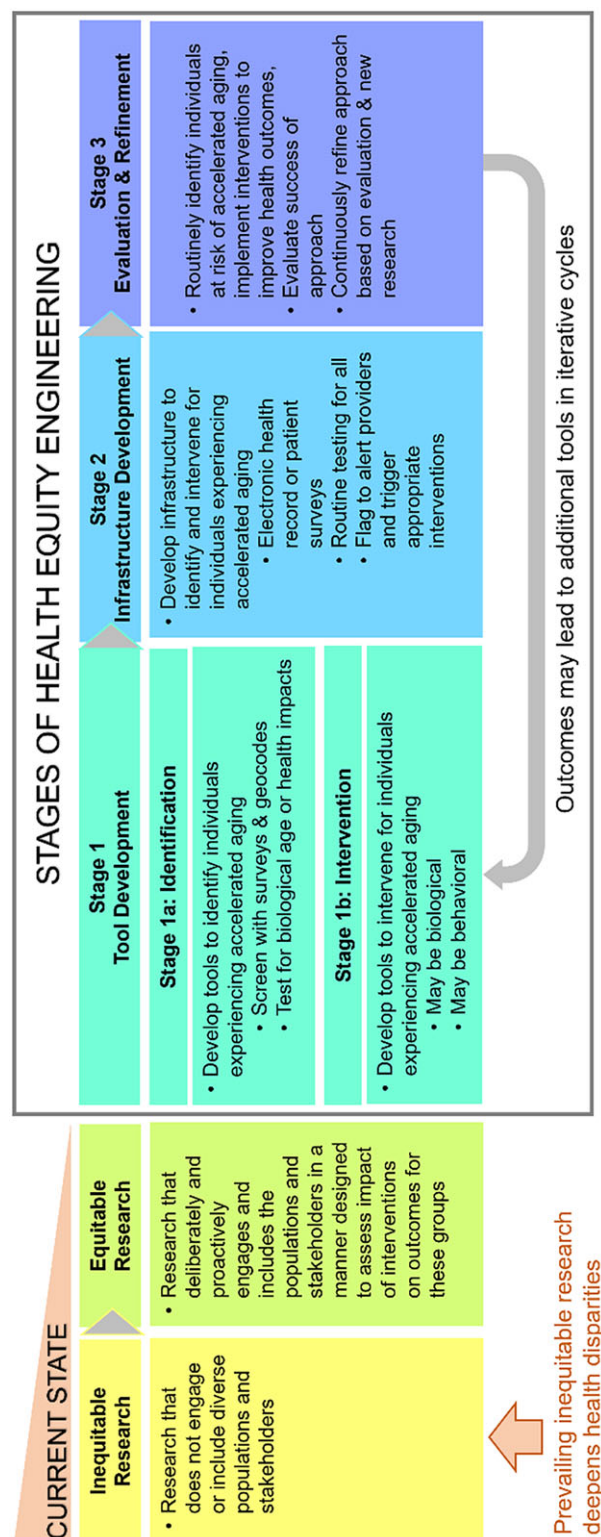 CURRENT STATE
Inequitable
Research
• Research that
does not engage
or include diverse
populations and
stakeholders
Prevailing inequitable research
deepens health disparities
Equitable
Research
• Research that
deliberately and
proactively
engages and
includes the
populations and
stakeholders in a
manner designed
to assess impact
of interventions
on outcomes for
these groups
STAGES OF HEALTH EQUITY ENGINEERING
Stage 1
Tool Development
Stage 1a: Identification
• Develop tools to identify individuals
experiencing accelerated aging
• Screen with surveys & geocodes
• Test for biological age or health impacts
Stage 1b: Intervention
• Develop tools to intervene for individuals
experiencing accelerated aging
• May be biological
• May be behavioral
Stage 2
Infrastructure Development
• Develop infrastructure to
identify and intervene for
individuals experiencing
accelerated aging
• Electronic health
record or patient
surveys
• Routine testing for all
• Flag to alert providers
and trigger
appropriate
interventions
Stage 3
Evaluation & Refinement
• Routinely identify individuals
at risk of accelerated aging,
implement interventions to
improve health outcomes,
• Evaluate success of
approach
• Continuously refine approach
based on evaluation & new
research
Outcomes may lead to additional tools in iterative cycles